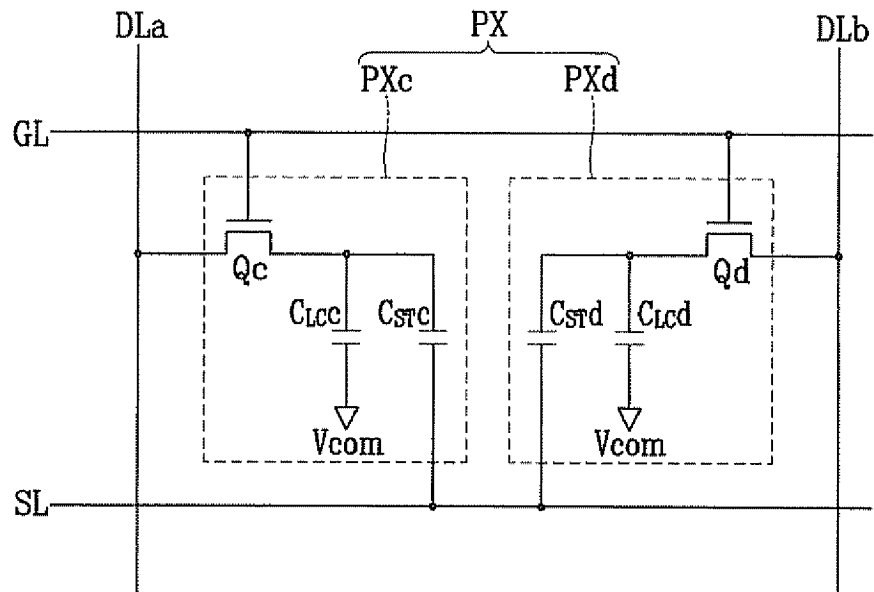 DLa PX DLb
PXc PXd
GL
Qc Qd
CLCc CSTc CSTd CLCd
Vcom Vcom
SL